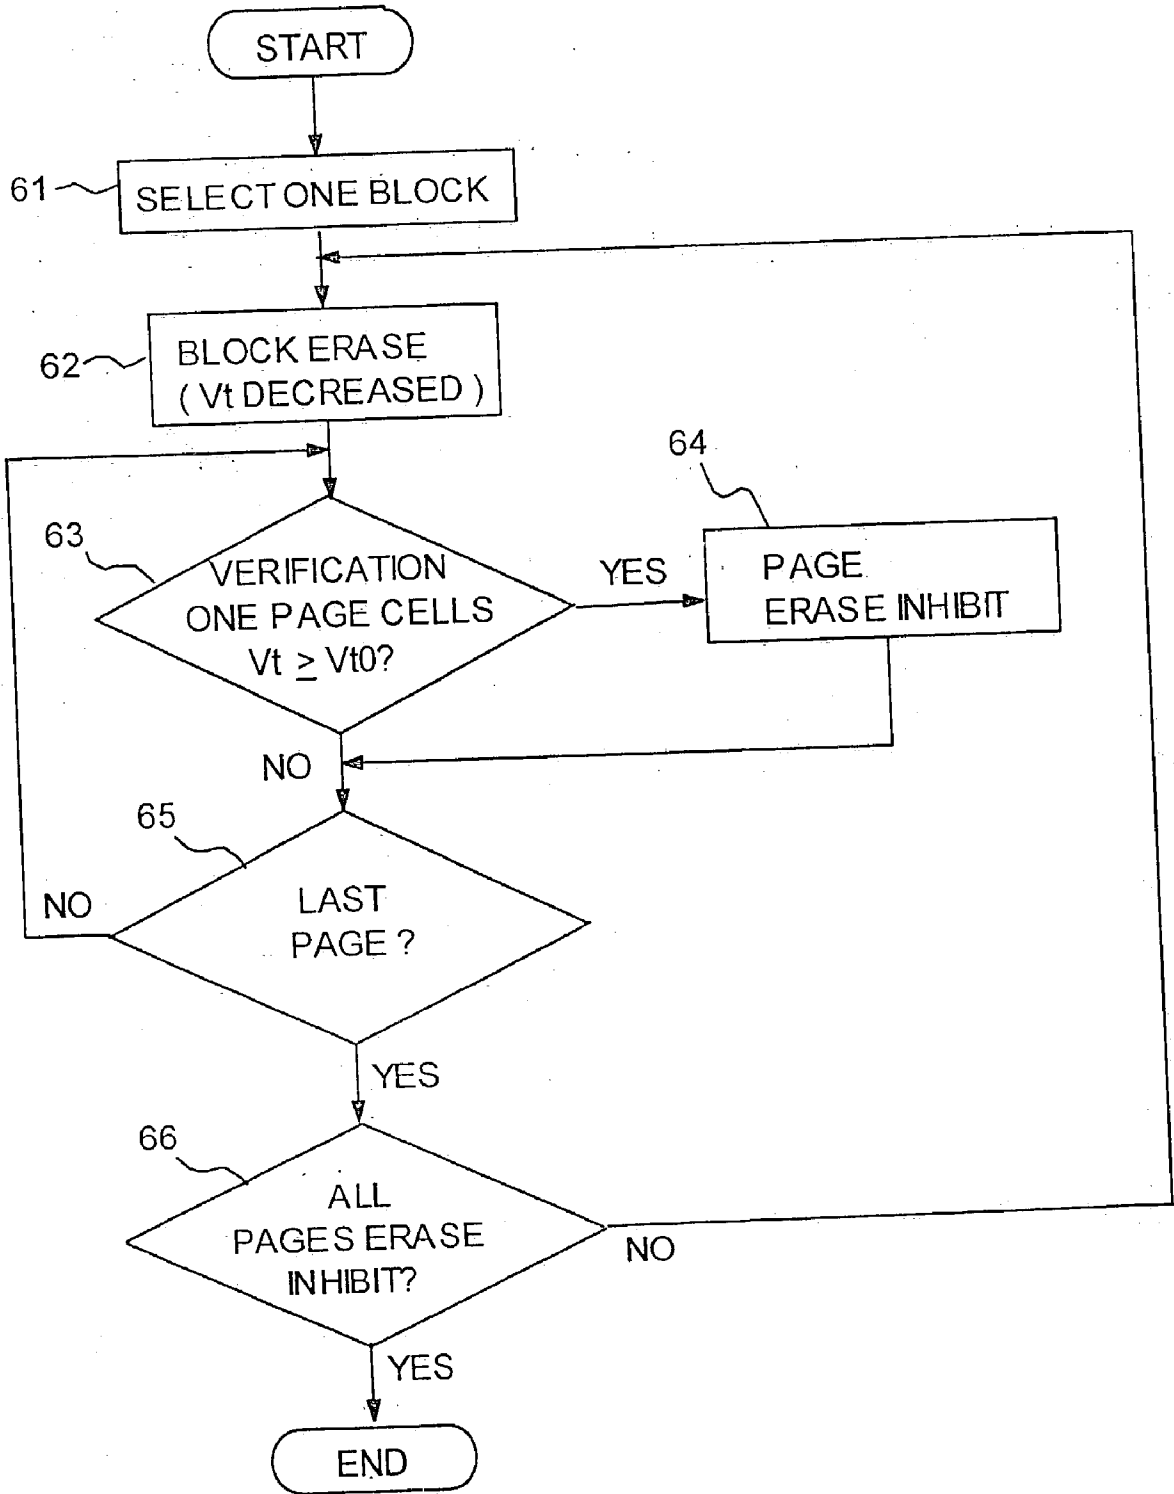 START
61
SELECT ONE BLOCK
62
BLOCK ERASE
( Vt DECREASED )
64
63
VERIFICATION
ONE PAGE CELLS
Vt ≥ Vt0?
YES
PAGE
ERASE INHIBIT
NO
65
LAST
PAGE ?
NO
YES
66
ALL
PAGES ERASE
INHIBIT?
NO
YES
END